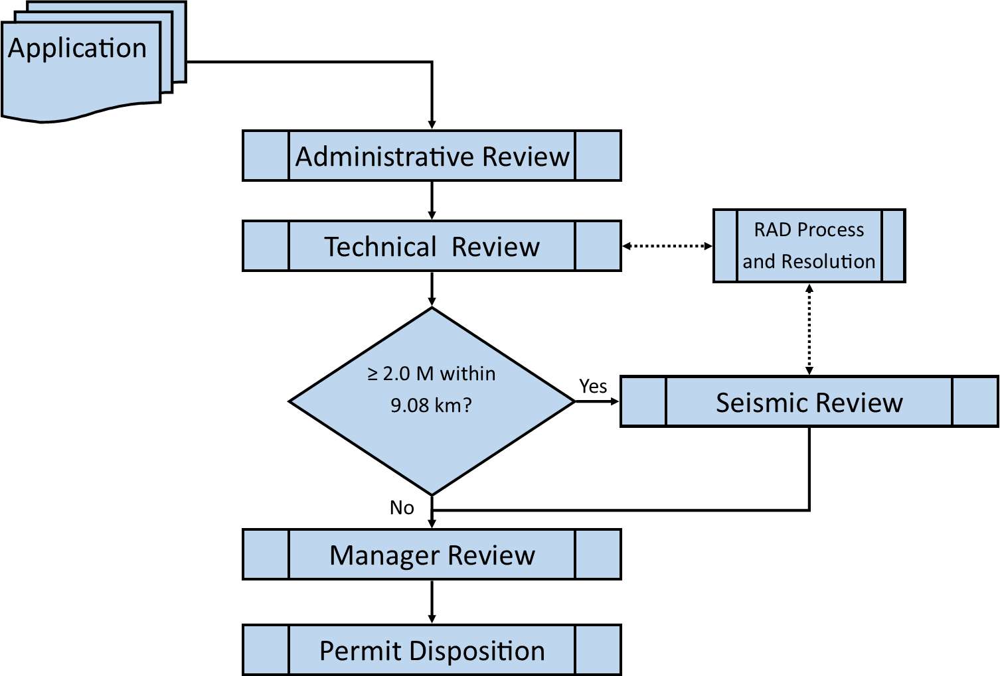 Application
Administrative Review
Technical  Review
RAD Process
and Resolution
≥ 2.0 M within
9.08 km?
Yes
Seismic Review
No
Manager Review
Permit Disposition